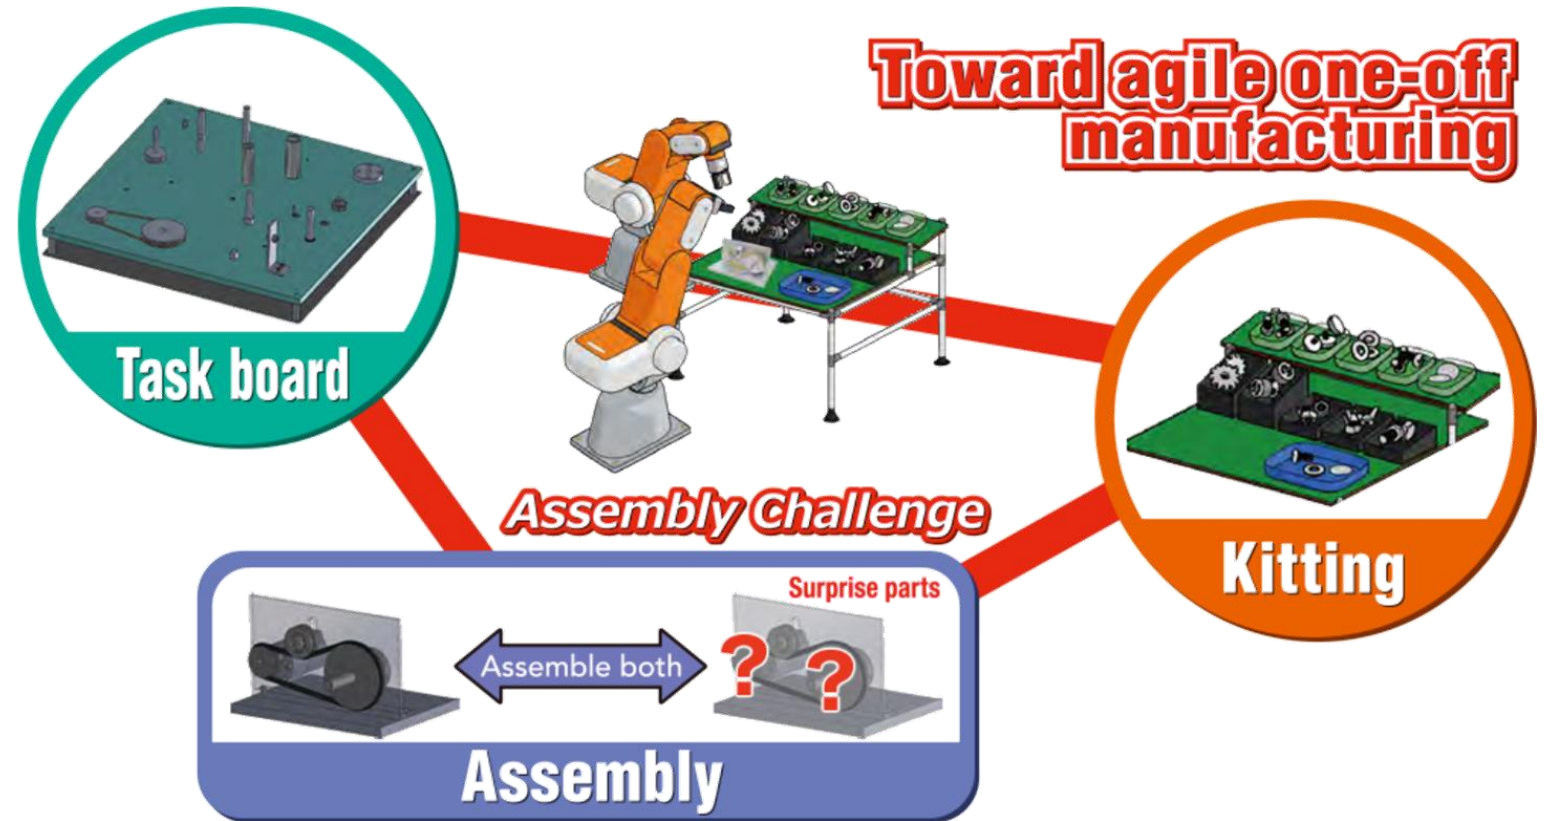 Toward agile one-off
manufacturing
Task board
Assembly Challenge
Kitting
Surprise parts
?
?
Assemble both
Assembly